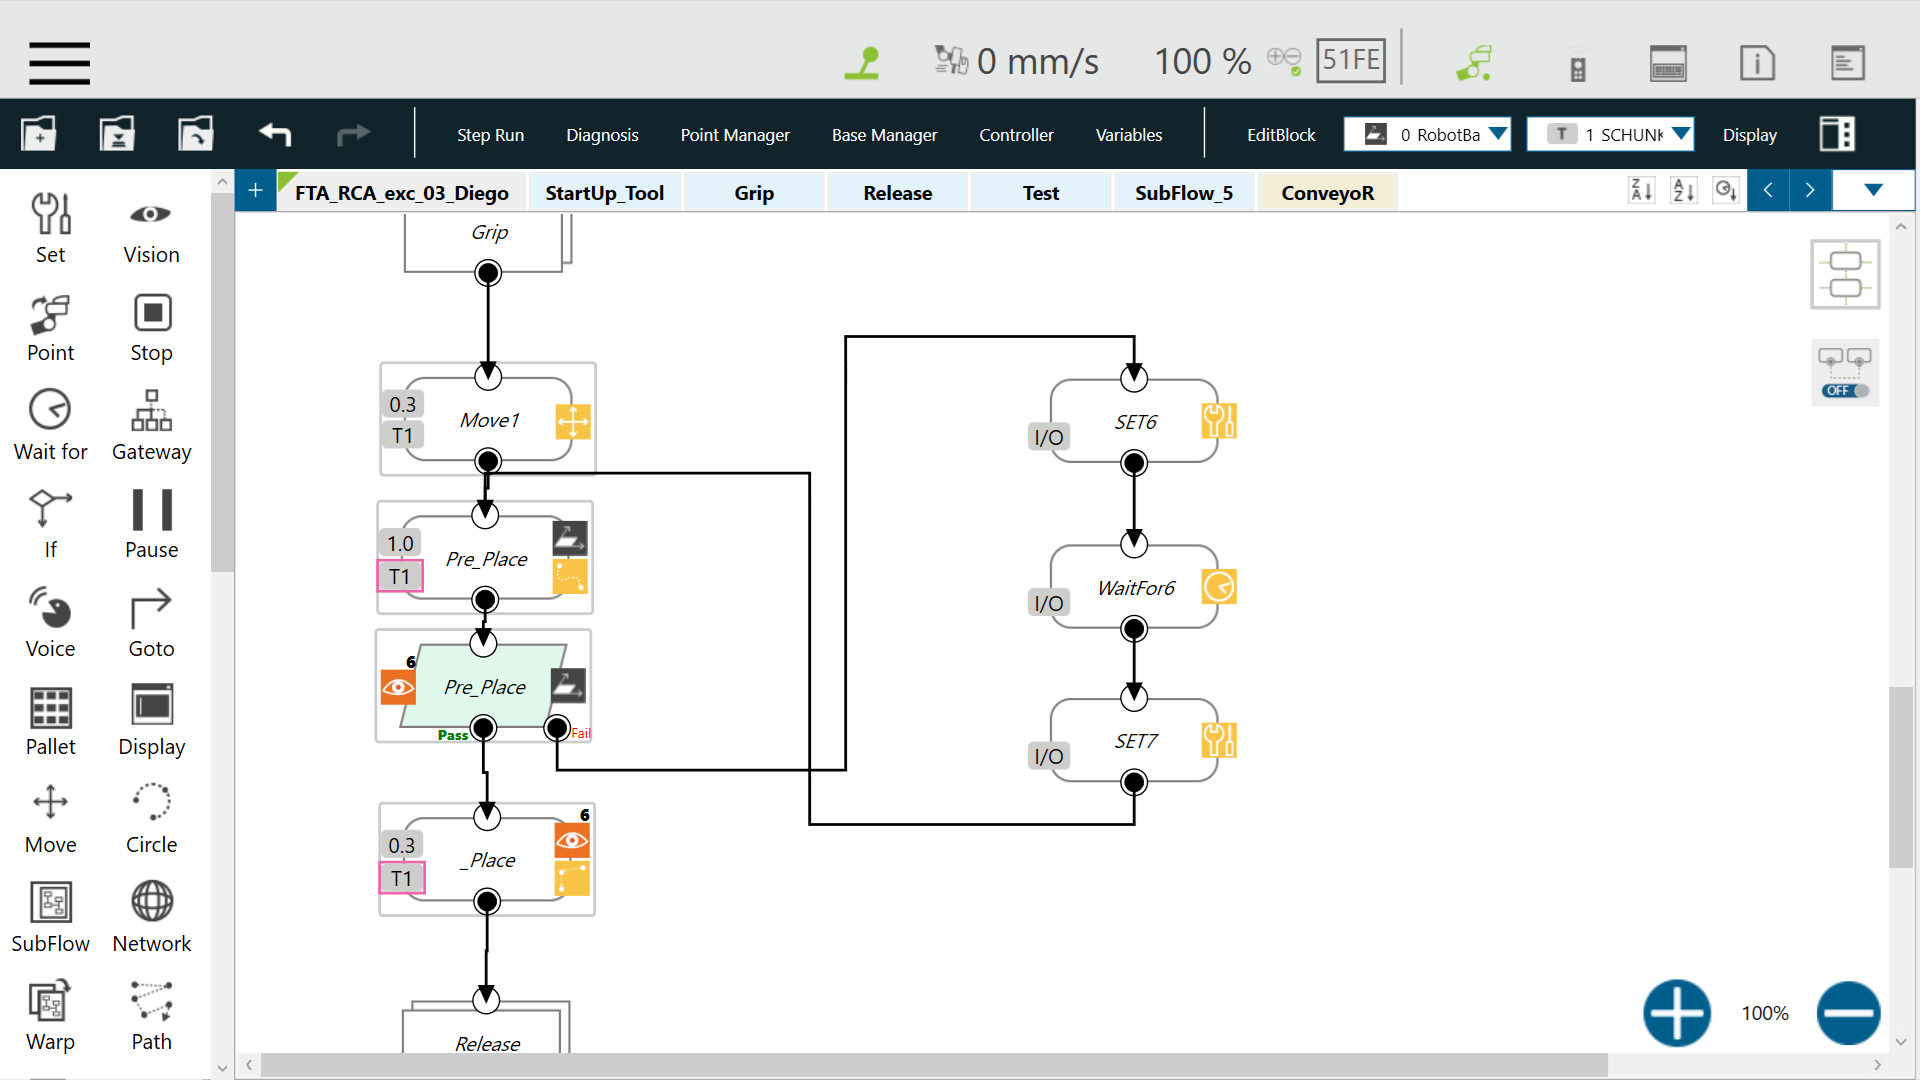 0 mm/s 100 % 51FE
Step Run Diagnosis Point Manager Base Manager Controller Variables EditBlock 0 RobotBa T 1 SCHUNK Display
+ FTA_RCA_exc_03_Diego StartUp_Tool Grip Release Test SubFlow_5 ConveyoR
Set Vision
Point Stop
Wait for Gateway
If Pause
Voice Goto
Pallet Display
Move Circle
SubFlow Network
Warp Path
Grip
0.3
T1
Move1
1.0
T1
Pre_Place
6
Pre_Place
Pass Fail
6
0.3
T1
_Place
Release
SET6
I/O
WaitFor6
I/O
SET7
I/O
OFF
100%